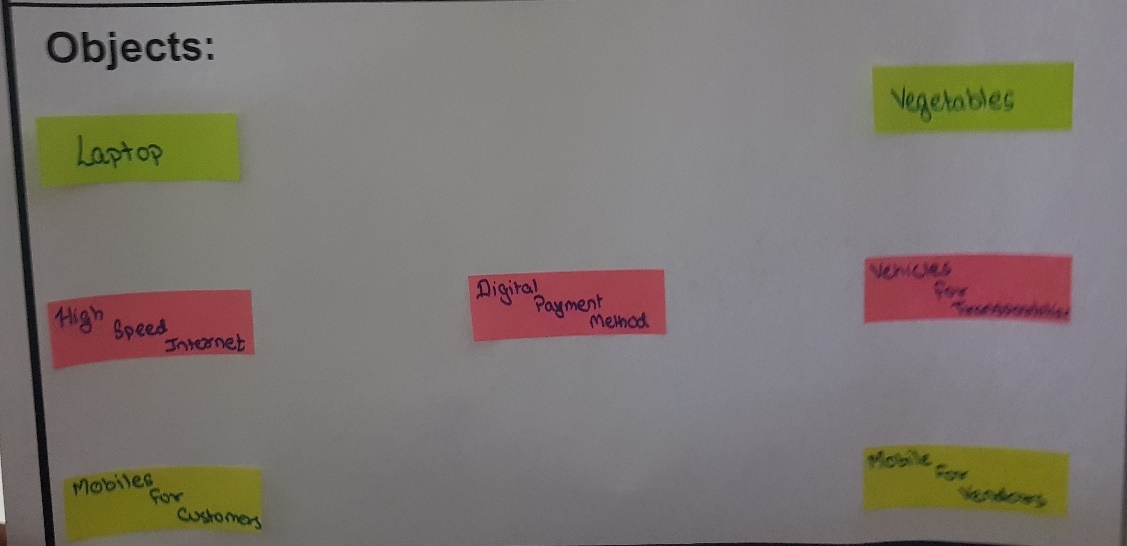 Objects:
Vegetables
Laptop
High
Speed
Internet
Digital
Payment
Method
Vehicles
For
Mobiles
For
Customers
Mobile
For
Vendors